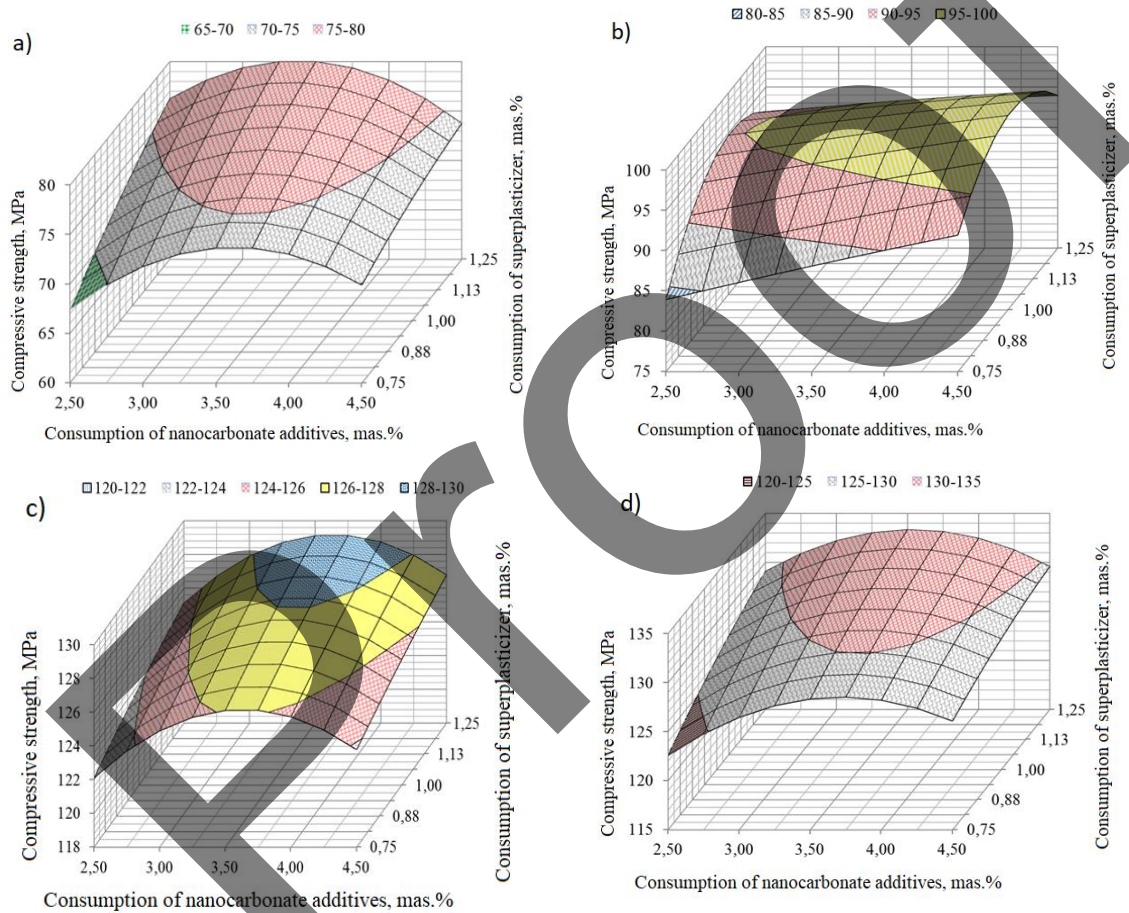 a)
65-70 70-75 75-80
Compressive strength, MPa
80
75
70
65
60
2,50 3,00 3,50 4,00 4,50
Consumption of nanocarbonate additives, mas.%
1,25
1,13
1,00
0,88
0,75
Consumption of superplasticizer, mas.%
b)
80-85 85-90 90-95 95-100
Compressive strength, MPa
100
95
90
85
80
75
2,50 3,00 3,50 4,00 4,50
Consumption of nanocarbonate additives, mas.%
1,25
1,13
1,00
0,88
0,75
Consumption of superplasticizer, mas.%
c)
120-122 122-124 124-126 126-128 128-130
Compressive strength, MPa
130
128
126
124
122
120
118
2,50 3,00 3,50 4,00 4,50
Consumption of nanocarbonate additives, mas.%
1,25
1,13
1,00
0,88
0,75
Consumption of superplasticizer, mas.%
d)
120-125 125-130 130-135
Compressive strength, MPa
135
130
125
120
115
2,50 3,00 3,50 4,00 4,50
Consumption of nanocarbonate additives, mas.%
1,25
1,13
1,00
0,88
0,75
Consumption of superplasticizer, mas.%